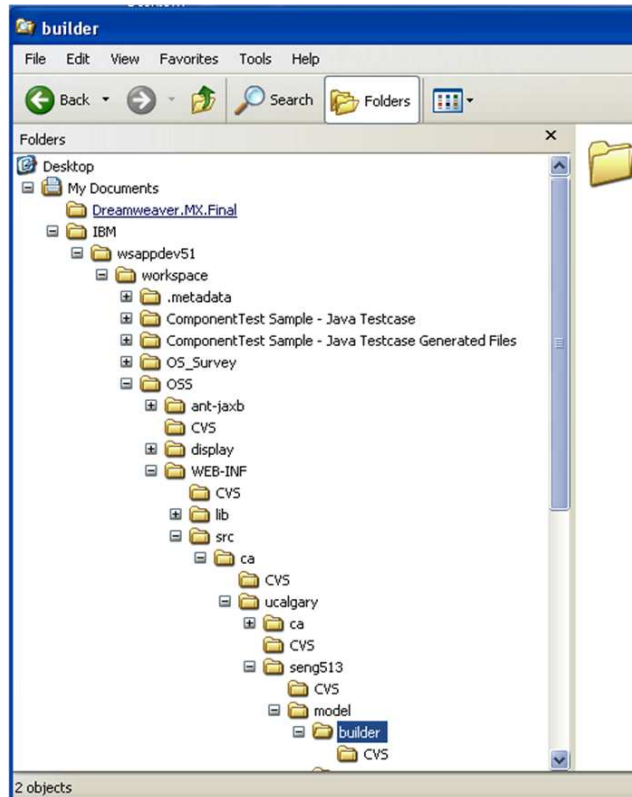 builder
File Edit View Favorites Tools Help
Back Search Folders
Folders
Desktop
My Documents
Dreamweaver.MX.Final
IBM
wsappdev51
workspace
.metadata
ComponentTest Sample - Java Testcase
ComponentTest Sample - Java Testcase Generated Files
OS_Survey
OSS
ant-jaxb
CVS
display
WEB-INF
CVS
lib
src
ca
CVS
ucalgary
ca
CVS
seng513
CVS
model
builder
CVS
2 objects